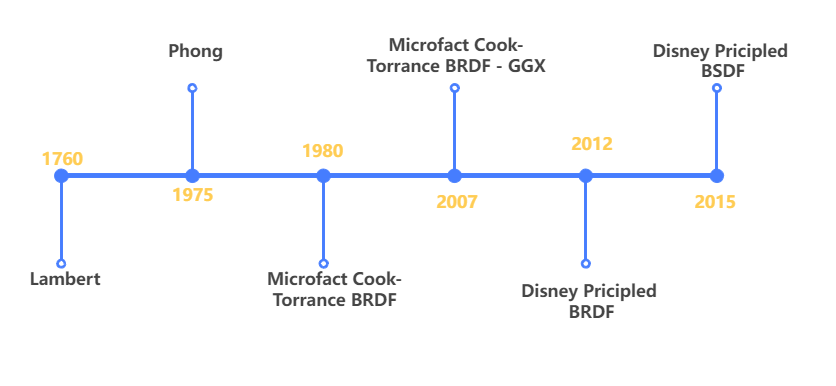 Phong
Microfact Cook-
Torrance BRDF - GGX
Disney Pricipled
BSDF
1760
1980
2012
1975
2007
2015
Lambert
Microfact Cook-
Torrance BRDF
Disney Pricipled
BRDF